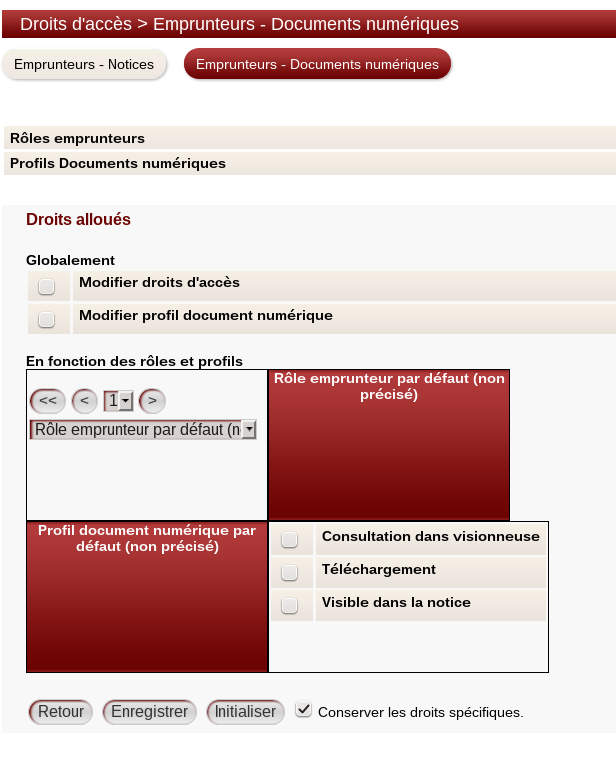 Droits d'accès > Emprunteurs - Documents numériques
Emprunteurs - Notices
Emprunteurs - Documents numériques
Rôles emprunteurs
Profils Documents numériques
Droits alloués
Globalement
Modifier droits d'accès
Modifier profil document numérique
En fonction des rôles et profils
<< < 1 >
Rôle emprunteur par défaut (n
Rôle emprunteur par défaut (non
précisé)
Profil document numérique par
défaut (non précisé)
Consultation dans visionneuse
Téléchargement
Visible dans la notice
Retour Enregistrer Initialiser Conserver les droits spécifiques.